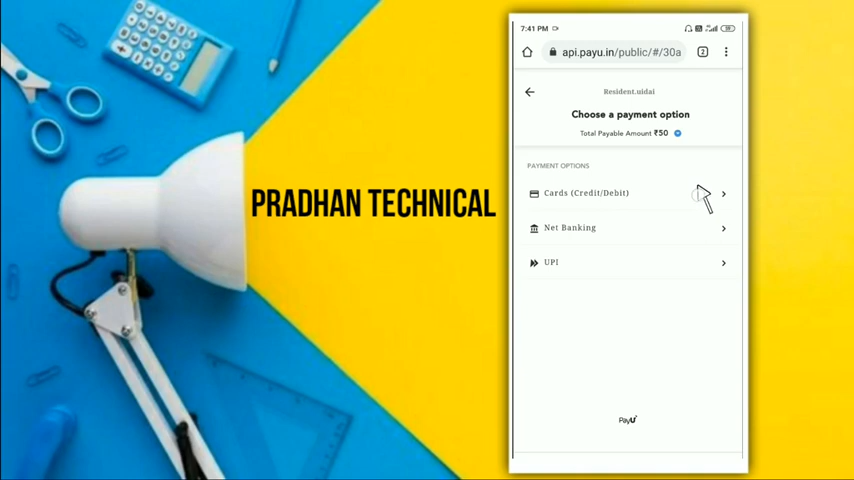 PRADHAN TECHNICAL
7:41 PM
api.payu.in/public/#/30a
2
Resident.uidai
Choose a payment option
Total Payable Amount ₹50
PAYMENT OPTIONS
Cards (Credit/Debit)
Net Banking
UPI
PayU